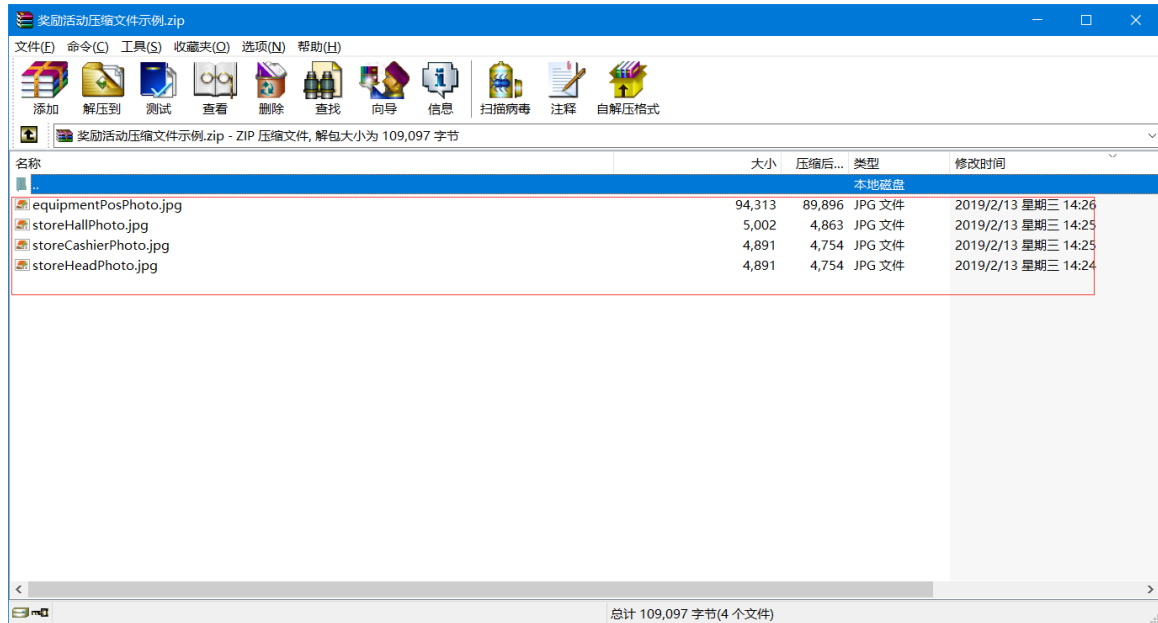 奖励活动压缩文件示例.zip
文件(F) 命令(C) 工具(S) 收藏夹(O) 选项(N) 帮助(H)
添加 解压到 测试 查看 删除 查找 向导 信息 扫描病毒 注释 自解压格式
奖励活动压缩文件示例.zip - ZIP 压缩文件, 解包大小为 109,097 字节
名称 大小 压缩后... 类型 修改时间
.. 本地磁盘
equipmentPosPhoto.jpg 94,313 89,896 JPG 文件 2019/2/13 星期三 14:26
storeHallPhoto.jpg 5,002 4,863 JPG 文件 2019/2/13 星期三 14:25
storeCashierPhoto.jpg 4,891 4,754 JPG 文件 2019/2/13 星期三 14:25
storeHeadPhoto.jpg 4,891 4,754 JPG 文件 2019/2/13 星期三 14:24
总计 109,097 字节(4 个文件)